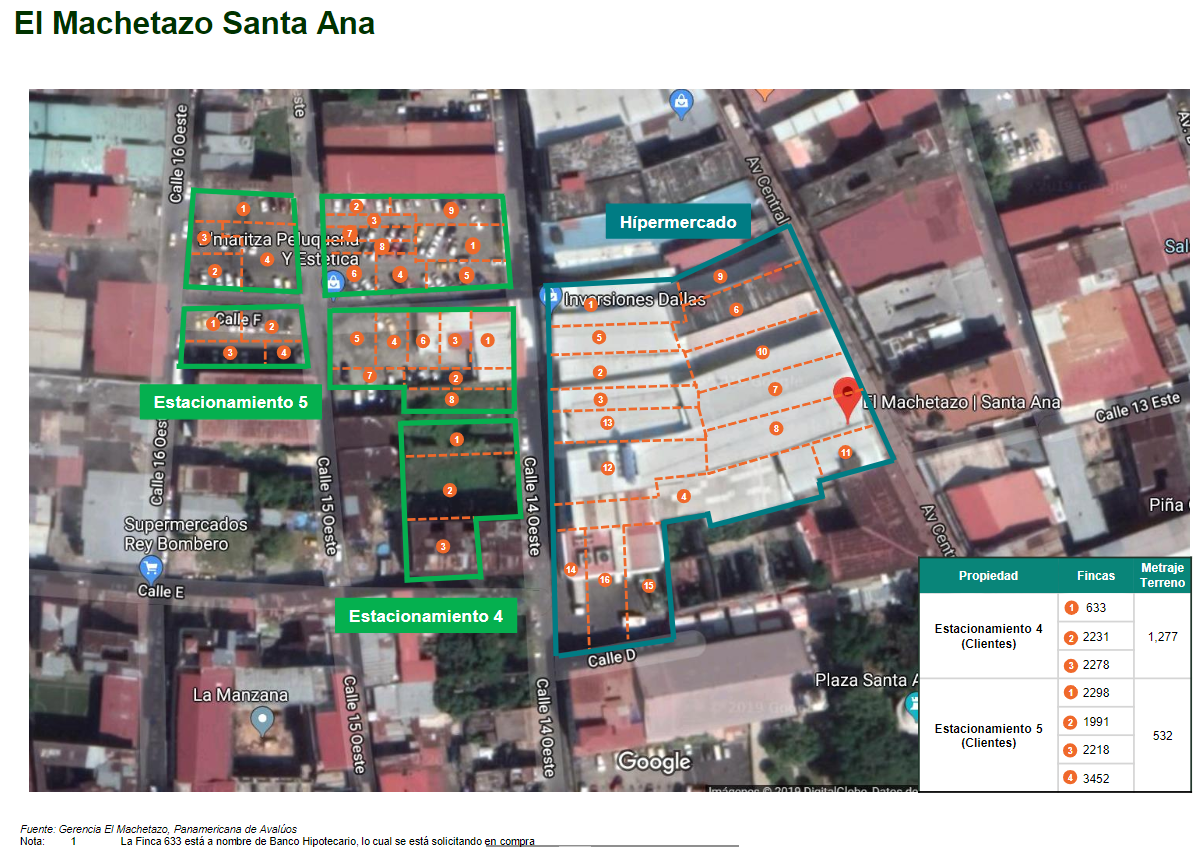 El Machetazo Santa Ana
Calle 16 Oeste
ste
Av Central
Hípermercado
1
2
9
3
3
7
8
1
D'maritza Peluquería
Y Estética
4
2
6
4
5
Inversiones Dallas
1
9
6
Calle F
1
2
3
4
5
4
6
3
1
7
2
8
5
2
3
13
10
7
8
11
12
4
14
16
15
Estacionamiento 5
El Machetazo | Santa Ana
Calle 13 Este
Calle 16 Oeste
Calle 15 Oeste
Calle 14 Oeste
1
2
3
Supermercados
Rey Bombero
Calle E
Estacionamiento 4
Calle D
La Manzana
Calle 15 Oeste
Calle 14 Oeste
Plaza Santa A
Av Cent
Piña
Sal
Google
Imágenes © 2019 DigitalGlobe, Datos de
Propiedad Fincas Metraje
Terreno
Estacionamiento 4
(Clientes)
1 633
2 2231
3 2278
1,277
Estacionamiento 5
(Clientes)
1 2298
2 1991
3 2218
4 3452
532
Fuente: Gerencia El Machetazo, Panamericana de Avalúos
Nota: 1 La Finca 633 está a nombre de Banco Hipotecario, lo cual se está solicitando en compra